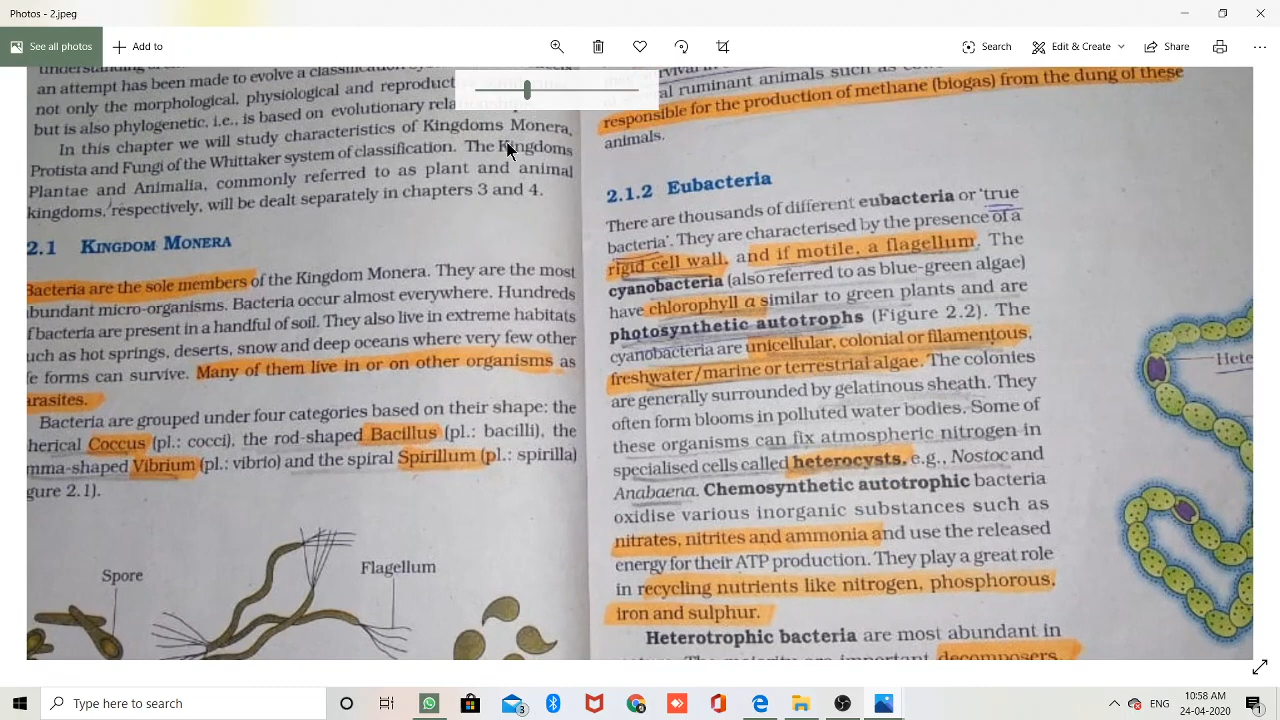 Photos - 2.jpeg
See all photos
Add to
Search
Edit & Create
Share
an attempt has been made to evolve a classification
not only the morphological, physiological and reproductive
but is also phylogenetic, i.e., is based on evolutionary
In this chapter we will study characteristics of Kingdoms Monera,
Protista and Fungi of the Whittaker system of classification. The Kingdoms
Plantae and Animalia, commonly referred to as plant and animal
kingdoms, respectively, will be dealt separately in chapters 3 and 4.
2.1 KINGDOM MONERA
Bacteria are the sole members of the Kingdom Monera. They are the most
bundant micro-organisms. Bacteria occur almost everywhere. Hundreds
f bacteria are present in a handful of soil. They also live in extreme habitats
uch as hot springs, deserts, snow and deep oceans where very few other
fe forms can survive. Many of them live in or on other organisms as
arasites.
Bacteria are grouped under four categories based on their shape: the
herical Coccus (pl.: cocci), the rod-shaped Bacillus (pl.: bacilli), the
mma-shaped Vibrium (pl.: vibrio) and the spiral Spirillum (pl.: spirilla)
gure 2.1).
Spore
Flagellum
al ruminant animals such as
responsible for the production of methane (biogas) from the dung of these
animals.
2.1.2 Eubacteria
There are thousands of different eubacteria or 'true
bacteria'. They are characterised by the presence of a
rigid cell wall, and if motile, a flagellum. The
cyanobacteria (also referred to as blue-green algae)
have chlorophyll a similar to green plants and are
photosynthetic autotrophs (Figure 2.2). The
cyanobacteria are unicellular, colonial or filamentous,
freshwater/marine or terrestrial algae. The colonies
are generally surrounded by gelatinous sheath. They
often form blooms in polluted water bodies. Some of
these organisms can fix atmospheric nitrogen in
specialised cells called heterocysts, e.g., Nostoc and
Anabaena. Chemosynthetic autotrophic bacteria
oxidise various inorganic substances such as
nitrates, nitrites and ammonia and use the released
energy for their ATP production. They play a great role
in recycling nutrients like nitrogen, phosphorous,
iron and sulphur.
Heterotrophic bacteria are most abundant in
decomposers.
Hete
Type here to search
3
ENG
10:58 AM
24-04-2020
1